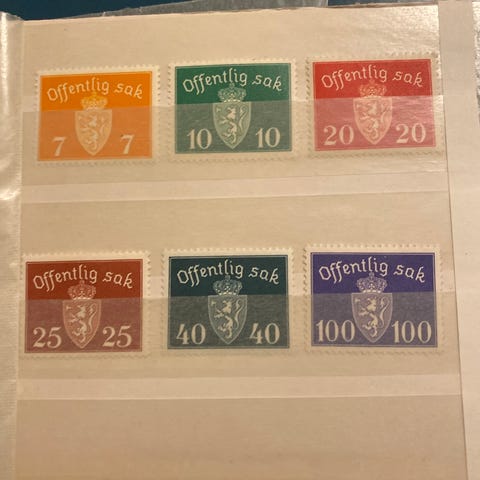 Offentlig sak
7 7
Offentlig sak
10 10
Offentlig sak
20 20
Offentlig sak
25 25
Offentlig sak
40 40
Offentlig sak
100 100